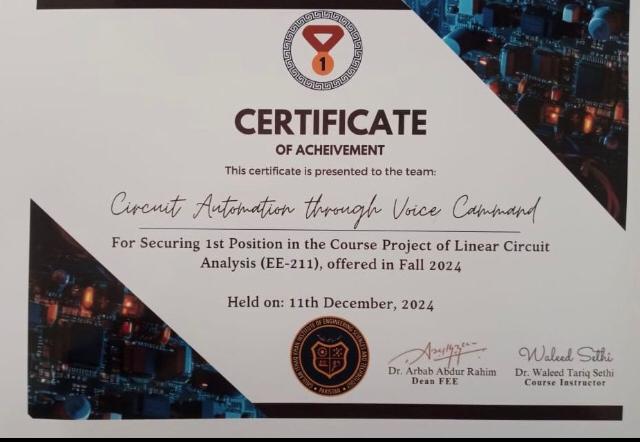 1
CERTIFICATE
OF ACHEIVEMENT
This certificate is presented to the team:
Circuit Automation through Voice Cammand
For Securing 1st Position in the Course Project of Linear Circuit
Analysis (EE-211), offered in Fall 2024
Held on: 11th December, 2024
GHULAM ISHAQ KHAN INSTITUTE OF ENGINEERING SCIENCES AND TECHNOLOGY
PAKISTAN
Dr. Arbab Abdur Rahim
Dean FEE
Waleed Sethi
Dr. Waleed Tariq Sethi
Course Instructor